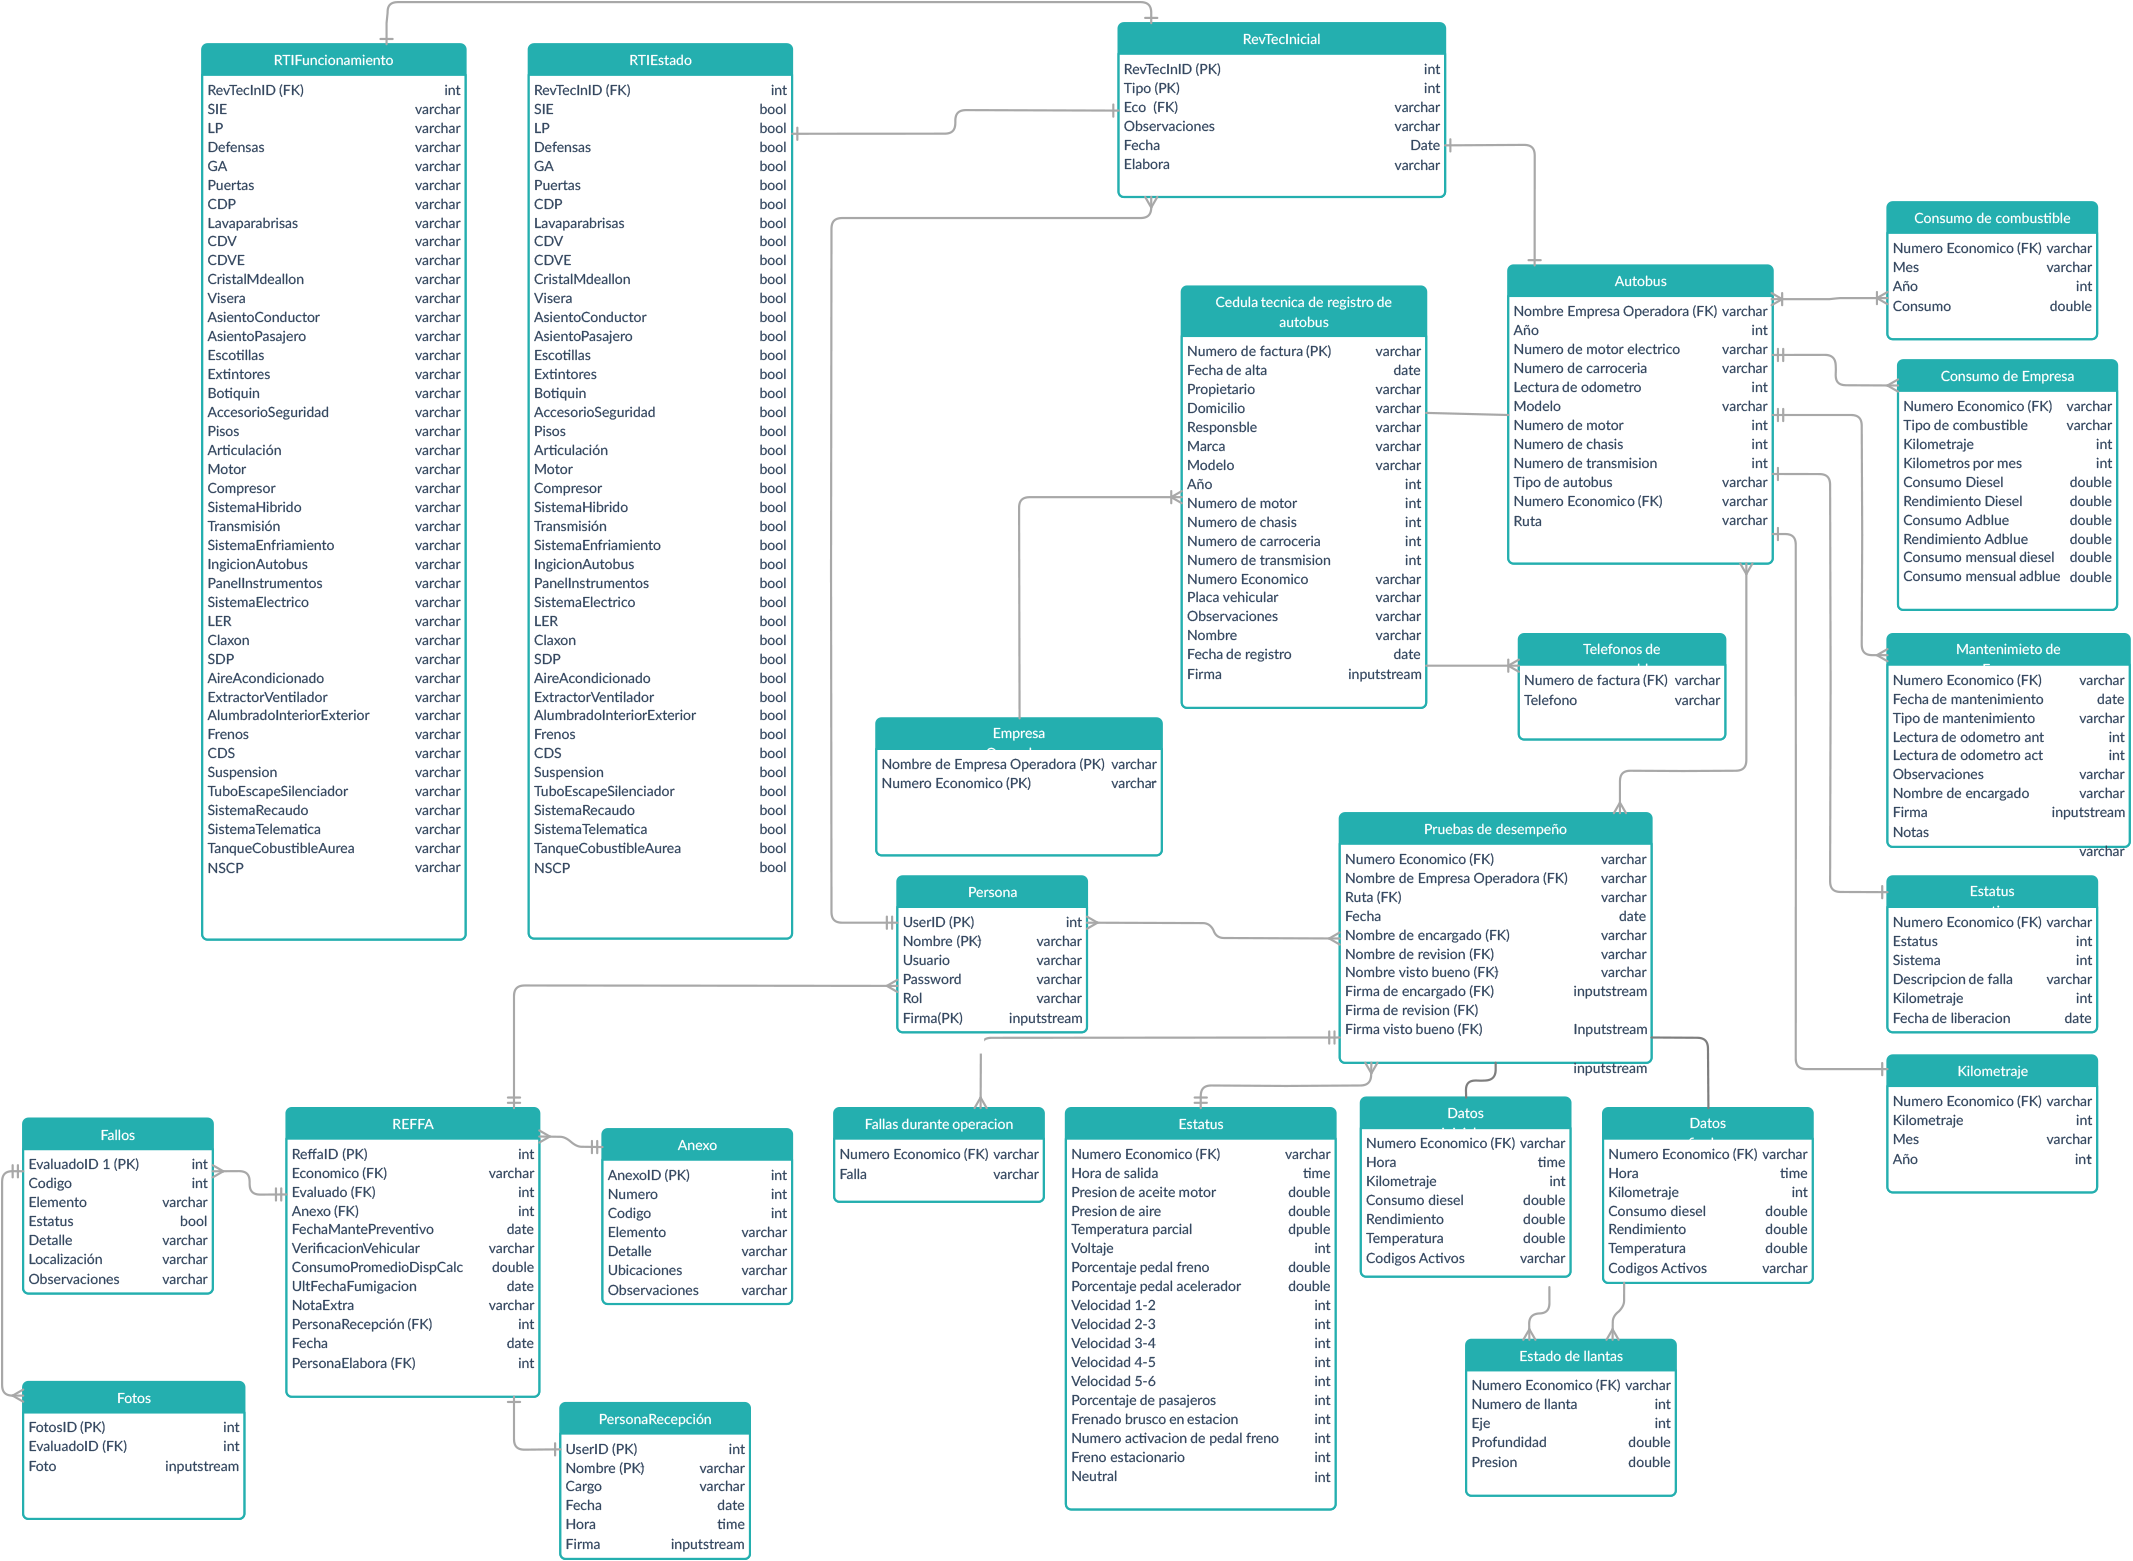 RTIFuncionamiento
RevTecInID (FK) int
SIE varchar
LP varchar
Defensas varchar
GA varchar
Puertas varchar
CDP varchar
Lavaparabrisas varchar
CDV varchar
CDVE varchar
CristalMdeallon varchar
Visera varchar
AsientoConductor varchar
AsientoPasajero varchar
Escotillas varchar
Extintores varchar
Botiquin varchar
AccesorioSeguridad varchar
Pisos varchar
Articulación varchar
Motor varchar
Compresor varchar
SistemaHibrido varchar
Transmisión varchar
SistemaEnfriamiento varchar
IngicionAutobus varchar
PanelInstrumentos varchar
SistemaElectrico varchar
LER varchar
Claxon varchar
SDP varchar
AireAcondicionado varchar
ExtractorVentilador varchar
AlumbradoInteriorExterior varchar
Frenos varchar
CDS varchar
Suspension varchar
TuboEscapeSilenciador varchar
SistemaRecaudo varchar
SistemaTelematica varchar
TanqueCobustibleAurea varchar
NSCP varchar
RTIEstado
RevTecInID (FK) int
SIE bool
LP bool
Defensas bool
GA bool
Puertas bool
CDP bool
Lavaparabrisas bool
CDV bool
CDVE bool
CristalMdeallon bool
Visera bool
AsientoConductor bool
AsientoPasajero bool
Escotillas bool
Extintores bool
Botiquin bool
AccesorioSeguridad bool
Pisos bool
Articulación bool
Motor bool
Compresor bool
SistemaHibrido bool
Transmisión bool
SistemaEnfriamiento bool
IngicionAutobus bool
PanelInstrumentos bool
SistemaElectrico bool
LER bool
Claxon bool
SDP bool
AireAcondicionado bool
ExtractorVentilador bool
AlumbradoInteriorExterior bool
Frenos bool
CDS bool
Suspension bool
TuboEscapeSilenciador bool
SistemaRecaudo bool
SistemaTelematica bool
TanqueCobustibleAurea bool
NSCP bool
RevTecInicial
RevTecInID (PK) int
Tipo (PK) int
Eco (FK) varchar
Observaciones varchar
Fecha Date
Elabora varchar
Cedula tecnica de registro de
autobus
Numero de factura (PK) varchar
Fecha de alta date
Propietario varchar
Domicilio varchar
Responsble varchar
Marca varchar
Modelo varchar
Año int
Numero de motor int
Numero de chasis int
Numero de carroceria int
Numero de transmision int
Numero Economico varchar
Placa vehicular varchar
Observaciones varchar
Nombre varchar
Fecha de registro date
Firma inputstream
Autobus
Nombre Empresa Operadora (FK) varchar
Año int
Numero de motor electrico varchar
Numero de carroceria varchar
Lectura de odometro int
Modelo varchar
Numero de motor int
Numero de chasis int
Numero de transmision int
Tipo de autobus varchar
Numero Economico (FK) varchar
Ruta varchar
Consumo de combustible
Numero Economico (FK) varchar
Mes varchar
Año int
Consumo double
Consumo de Empresa
Numero Economico (FK) varchar
Tipo de combustible varchar
Kilometraje int
Kilometros por mes int
Consumo Diesel double
Rendimiento Diesel double
Consumo Adblue double
Rendimiento Adblue double
Consumo mensual diesel double
Consumo mensual adblue double
Telefonos de
Numero de factura (FK) varchar
Telefono varchar
Mantenimieto de
Numero Economico (FK) varchar
Fecha de mantenimiento date
Tipo de mantenimiento varchar
Lectura de odometro ant int
Lectura de odometro act int
Observaciones varchar
Nombre de encargado varchar
Firma inputstream
Notas
varchar
Empresa
Nombre de Empresa Operadora (PK) varchar
Numero Economico (PK) varchar
Persona
UserID (PK) int
Nombre (PK) varchar
Usuario varchar
Password varchar
Rol varchar
Firma(PK) inputstream
Pruebas de desempeño
Numero Economico (FK) varchar
Nombre de Empresa Operadora (FK) varchar
Ruta (FK) varchar
Fecha date
Nombre de encargado (FK) varchar
Nombre de revision (FK) varchar
Nombre visto bueno (FK) varchar
Firma de encargado (FK) inputstream
Firma de revision (FK)
Firma visto bueno (FK) Inputstream
inputstream
Estatus
Numero Economico (FK) varchar
Estatus int
Sistema int
Descripcion de falla varchar
Kilometraje int
Fecha de liberacion date
Kilometraje
Numero Economico (FK) varchar
Kilometraje int
Mes varchar
Año int
Fallos
EvaluadoID 1 (PK) int
Codigo int
Elemento varchar
Estatus bool
Detalle varchar
Localización varchar
Observaciones varchar
REFFA
ReffaID (PK) int
Economico (FK) varchar
Evaluado (FK) int
Anexo (FK) int
FechaMantePreventivo date
VerificacionVehicular varchar
ConsumoPromedioDispCalc double
UltFechaFumigacion date
NotaExtra varchar
PersonaRecepción (FK) int
Fecha date
PersonaElabora (FK) int
Anexo
AnexoID (PK) int
Numero int
Codigo int
Elemento varchar
Detalle varchar
Ubicaciones varchar
Observaciones varchar
Fallas durante operacion
Numero Economico (FK) varchar
Falla varchar
Estatus
Numero Economico (FK) varchar
Hora de salida time
Presion de aceite motor double
Presion de aire double
Temperatura parcial dpuble
Voltaje int
Porcentaje pedal freno double
Porcentaje pedal acelerador double
Velocidad 1-2 int
Velocidad 2-3 int
Velocidad 3-4 int
Velocidad 4-5 int
Velocidad 5-6 int
Porcentaje de pasajeros int
Frenado brusco en estacion int
Numero activacion de pedal freno int
Freno estacionario int
Neutral int
Datos
Numero Economico (FK) varchar
Hora time
Kilometraje int
Consumo diesel double
Rendimiento double
Temperatura double
Codigos Activos varchar
Datos
Numero Economico (FK) varchar
Hora time
Kilometraje int
Consumo diesel double
Rendimiento double
Temperatura double
Codigos Activos varchar
Estado de llantas
Numero Economico (FK) varchar
Numero de llanta int
Eje int
Profundidad double
Presion double
Fotos
FotosID (PK) int
EvaluadoID (FK) int
Foto inputstream
PersonaRecepción
UserID (PK) int
Nombre (PK) varchar
Cargo varchar
Fecha date
Hora time
Firma inputstream